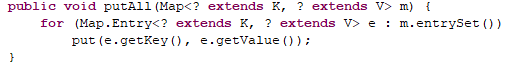 public void putAll(Map<? extends K, ? extends V> m) {
    for (Map.Entry<? extends K, ? extends V> e : m.entrySet())
        put(e.getKey(), e.getValue());
}